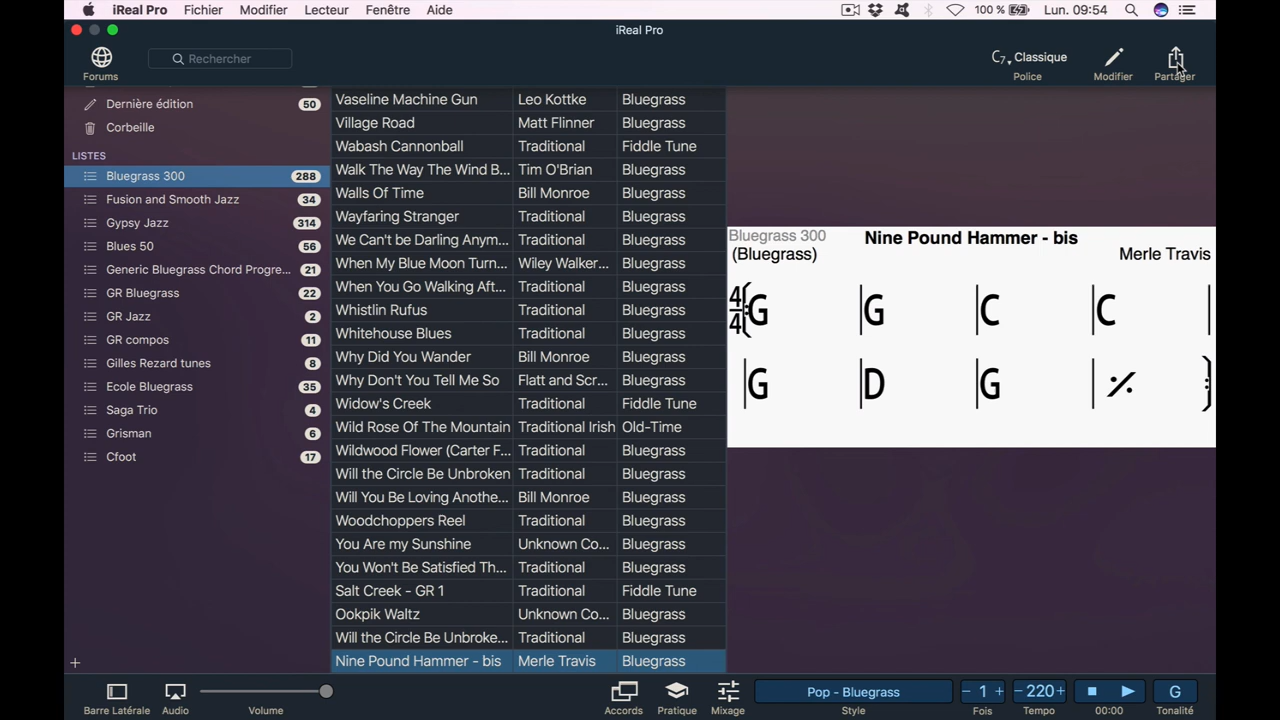 iReal Pro Fichier Modifier Lecteur Fenêtre Aide 100 % Lun. 09:54
iReal Pro
Forums
Rechercher
C7 Classique
Police
Modifier
Partager
Dernière édition 50
Corbeille
LISTES
Bluegrass 300 288
Fusion and Smooth Jazz 34
Gypsy Jazz 314
Blues 50 56
Generic Bluegrass Chord Progre... 21
GR Bluegrass 22
GR Jazz 2
GR compos 11
Gilles Rezard tunes 8
Ecole Bluegrass 35
Saga Trio 4
Grisman 6
Cfoot 17
+
Vaseline Machine Gun Leo Kottke Bluegrass
Village Road Matt Flinner Bluegrass
Wabash Cannonball Traditional Fiddle Tune
Walk The Way The Wind B... Tim O'Brian Bluegrass
Walls Of Time Bill Monroe Bluegrass
Wayfaring Stranger Traditional Bluegrass
We Can't be Darling Anym... Traditional Bluegrass
When My Blue Moon Turn... Wiley Walker... Bluegrass
When You Go Walking Aft... Traditional Bluegrass
Whistlin Rufus Traditional Bluegrass
Whitehouse Blues Traditional Bluegrass
Why Did You Wander Bill Monroe Bluegrass
Why Don't You Tell Me So Flatt and Scr... Bluegrass
Widow's Creek Traditional Fiddle Tune
Wild Rose Of The Mountain Traditional Irish Old-Time
Wildwood Flower (Carter F... Traditional Bluegrass
Will the Circle Be Unbroken Traditional Bluegrass
Will You Be Loving Anothe... Bill Monroe Bluegrass
Woodchoppers Reel Traditional Bluegrass
You Are my Sunshine Unknown Co... Bluegrass
You Won't Be Satisfied Th... Traditional Bluegrass
Salt Creek - GR 1 Traditional Fiddle Tune
Ookpik Waltz Unknown Co... Bluegrass
Will the Circle Be Unbroke... Traditional Bluegrass
Nine Pound Hammer - bis Merle Travis Bluegrass
Bluegrass 300
Nine Pound Hammer - bis
(Bluegrass)
Merle Travis
4/4 G G C C
G D G
Barre Latérale
Audio
Volume
Accords
Pratique
Mixage
Pop - Bluegrass
Style
− 1 +
Fois
− 220 +
Tempo
00:00
G
Tonalité